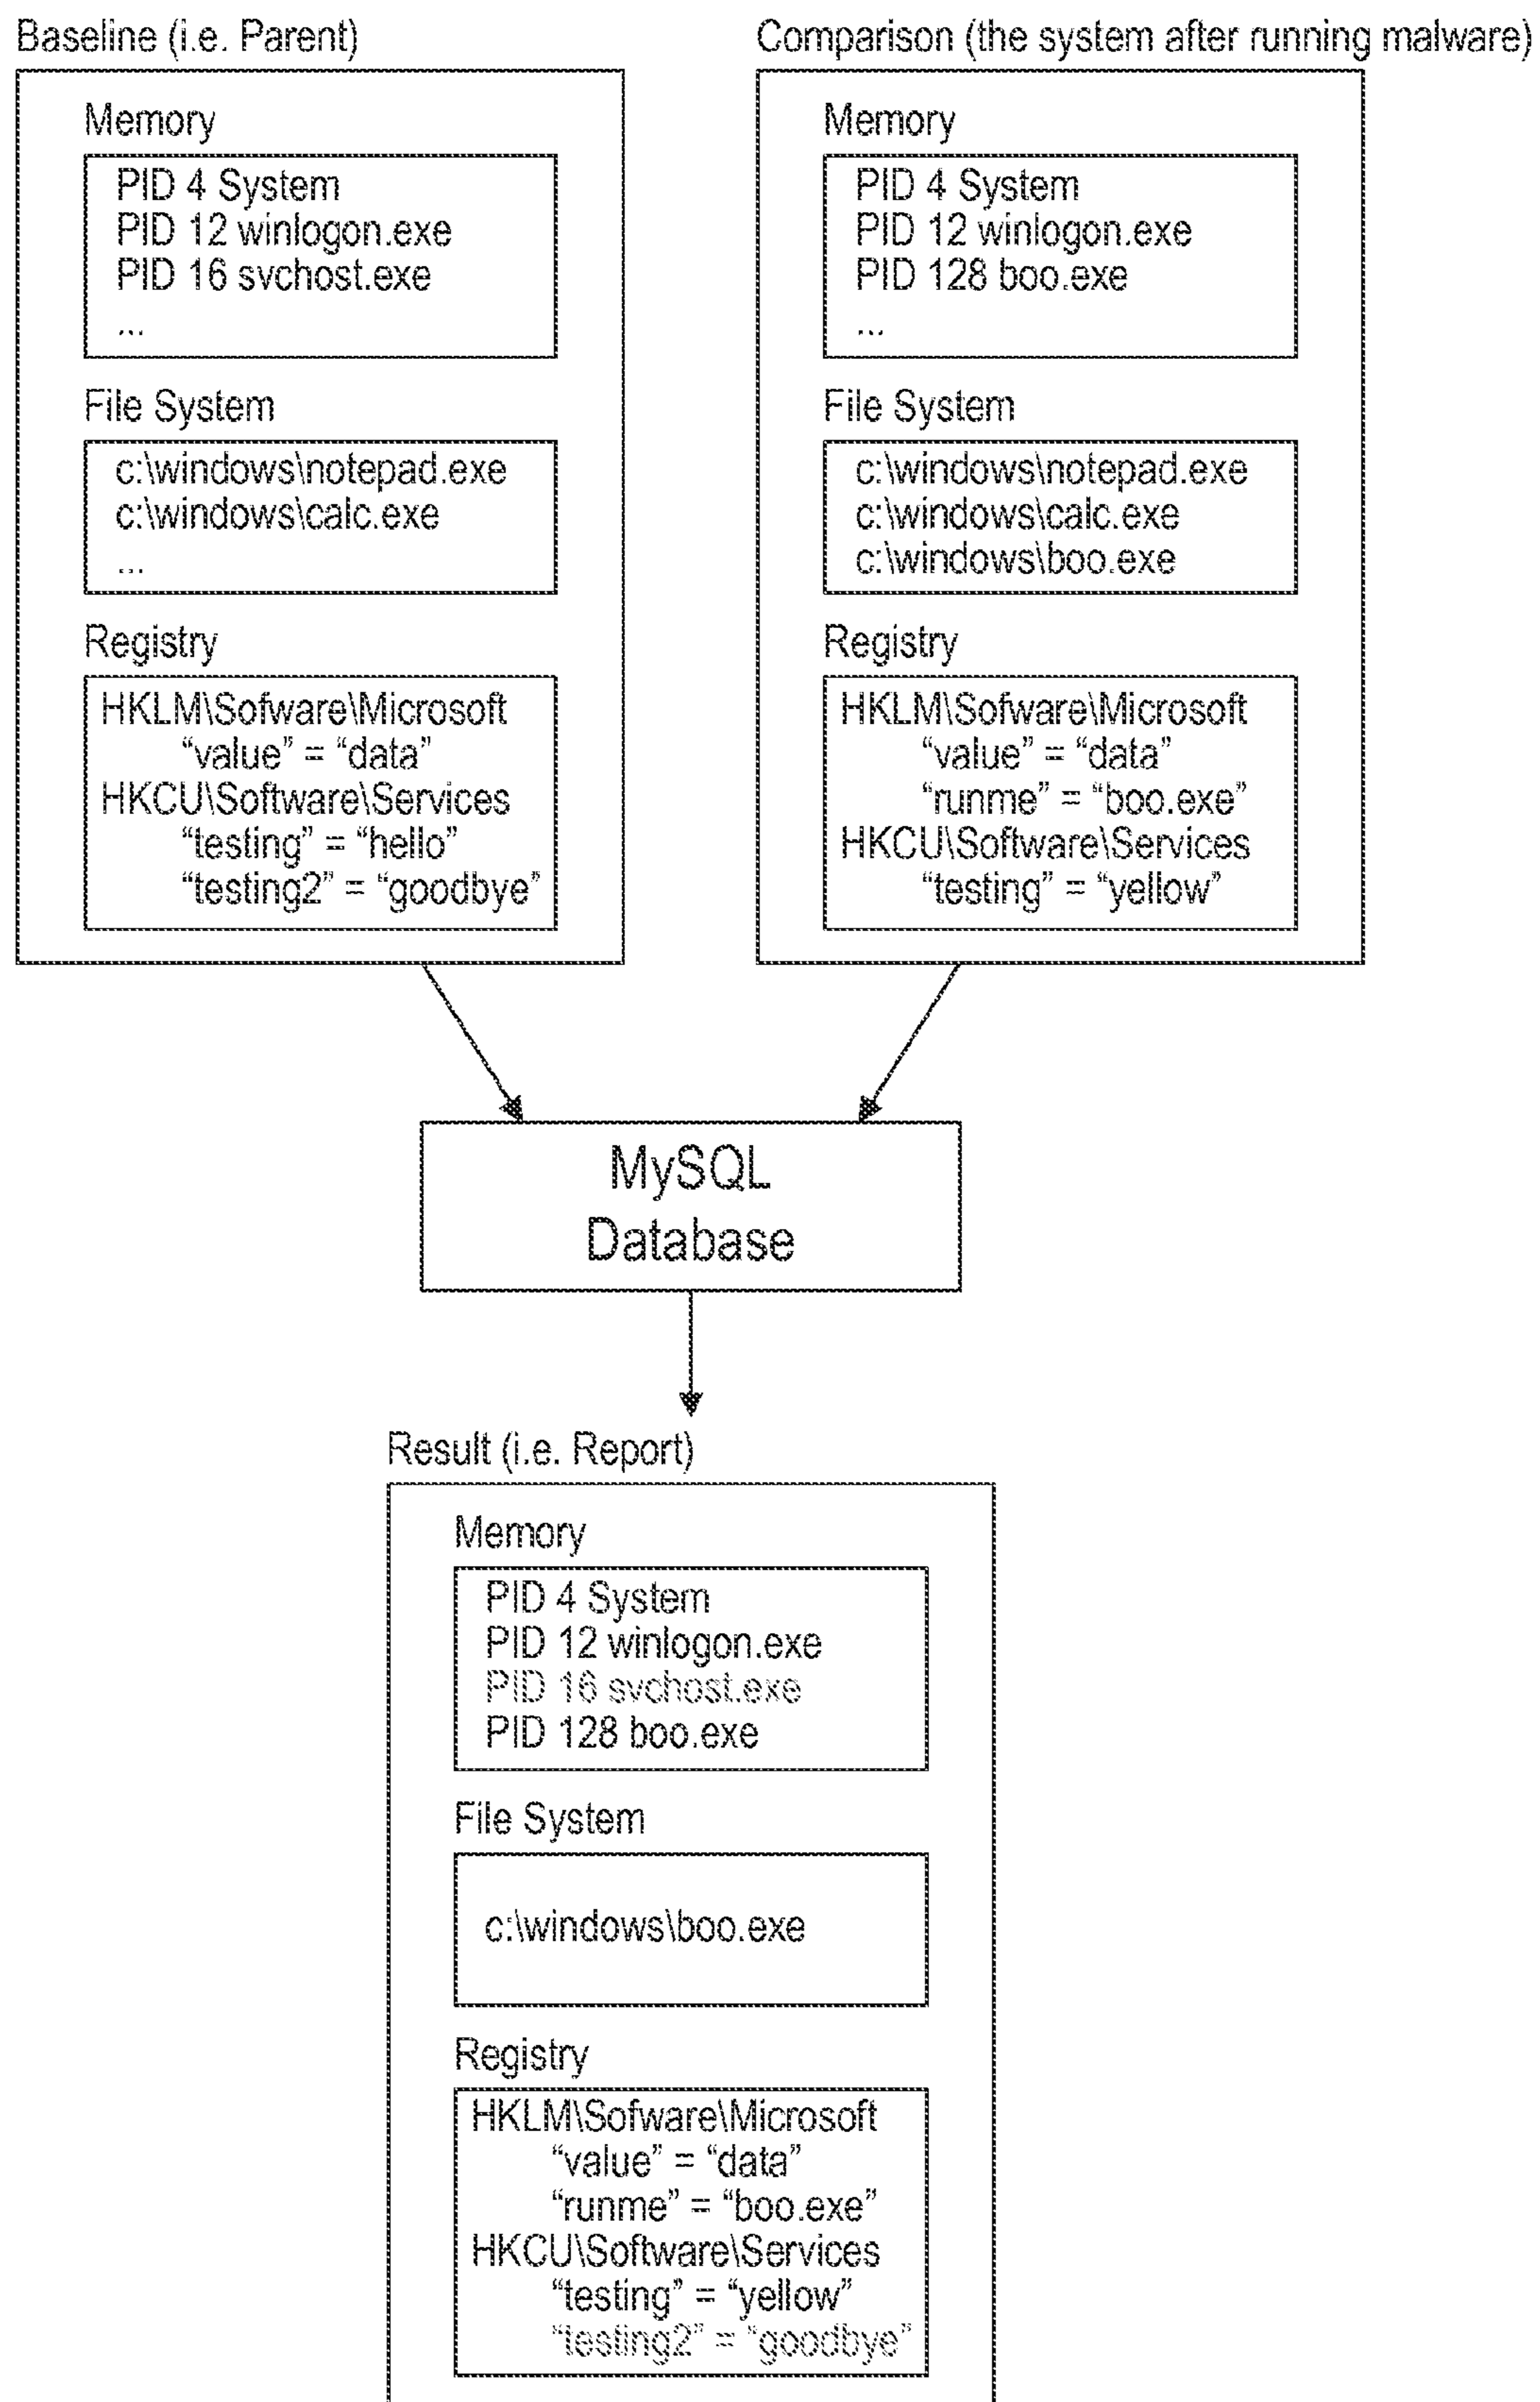 Baseline (i.e. Parent)
Memory
PID 4 System
PID 12 winlogon.exe
PID 16 svchost.exe
...
File System
c:\windows\notepad.exe
c:\windows\calc.exe
...
Registry
HKLM\Sofware\Microsoft
“value” = “data”
HKCU\Software\Services
“testing” = “hello”
“testing2” = “goodbye”
Comparison (the system after running malware)
Memory
PID 4 System
PID 12 winlogon.exe
PID 128 boo.exe
...
File System
c:\windows\notepad.exe
c:\windows\calc.exe
c:\windows\boo.exe
Registry
HKLM\Sofware\Microsoft
“value” = “data”
“runme” = “boo.exe”
HKCU\Software\Services
“testing” = “yellow”
MySQL
Database
Result (i.e. Report)
Memory
PID 4 System
PID 12 winlogon.exe
PID 16 svchost.exe
PID 128 boo.exe
File System
c:\windows\boo.exe
Registry
HKLM\Sofware\Microsoft
“value” = “data”
“runme” = “boo.exe”
HKCU\Software\Services
“testing” = “yellow”
“testing2” = “goodbye”